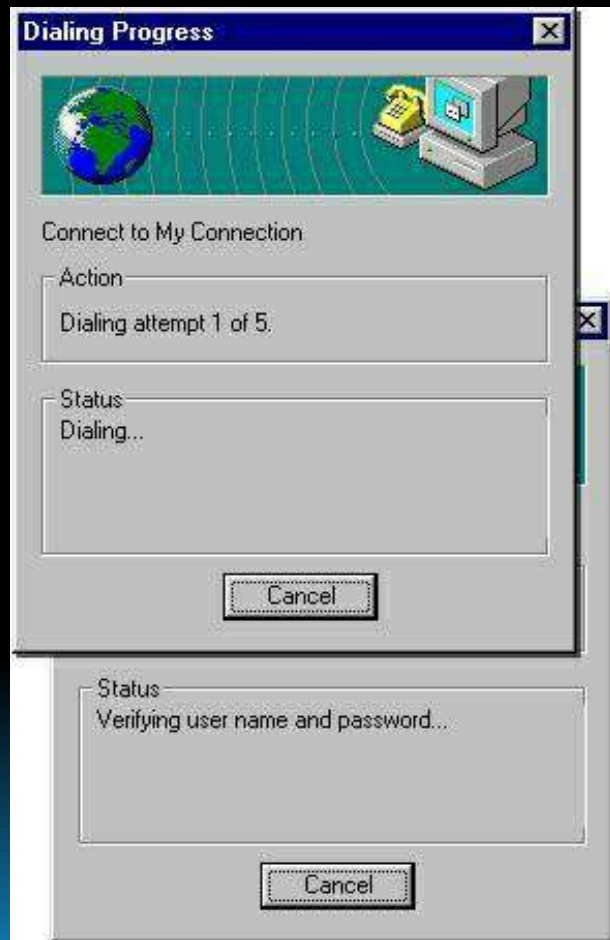 Dialing Progress
Connect to My Connection
Action
Dialing attempt 1 of 5.
Status
Dialing...
Cancel
Status
Verifying user name and password...
Cancel